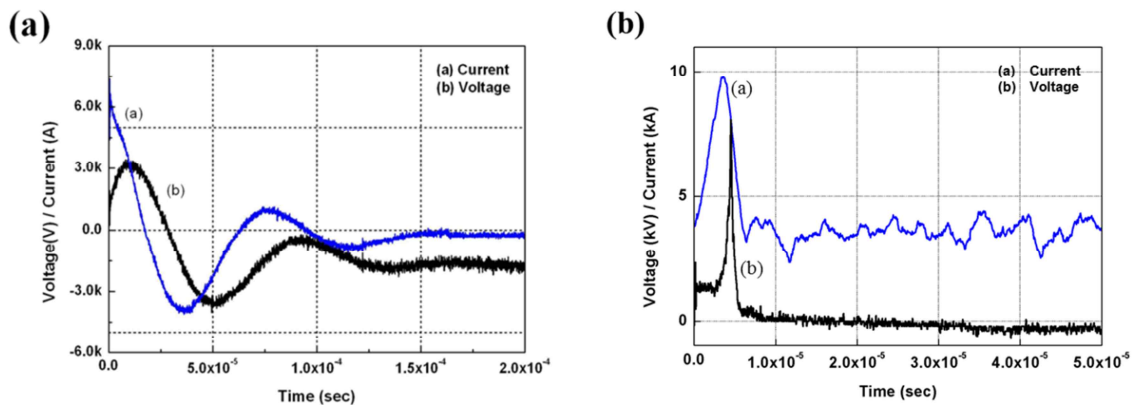 (a)
9.0k
6.0k
3.0k
0.0
-3.0k
-6.0k
Voltage(V) / Current (A)
(a) Current
(b) Voltage
(a)
(b)
0.0
5.0x10-5
1.0x10-4
1.5x10-4
2.0x10-4
Time (sec)
(b)
10
5
0
Voltage (kV) / Current (kA)
(a) Current
(b) Voltage
(a)
(b)
0.0
1.0x10-5
2.0x10-5
3.0x10-5
4.0x10-5
5.0x10-5
Time (sec)